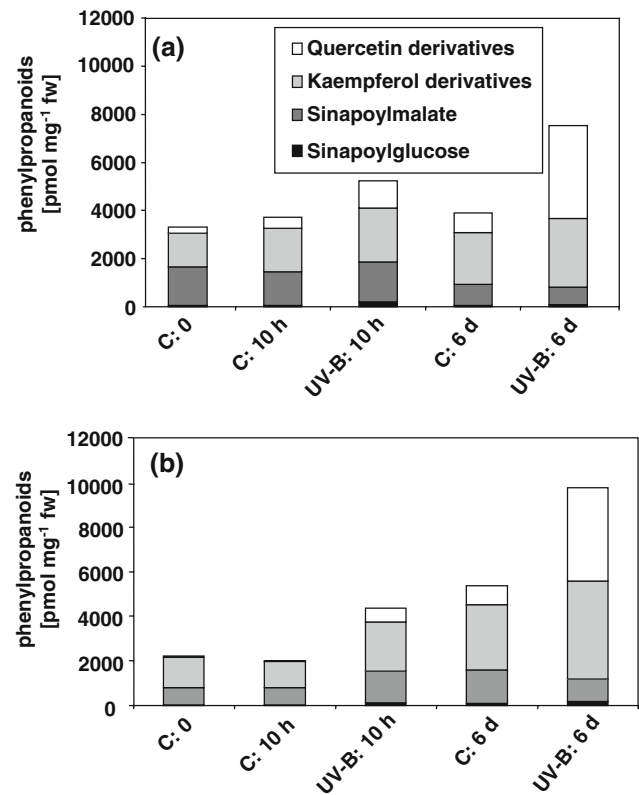 12000
10000
8000
6000
4000
2000
0
phenylpropanoids
[pmol mg⁻¹ fw]
(a)
Quercetin derivatives
Kaempferol derivatives
Sinapoylmalate
Sinapoylglucose
C: 0
C: 10 h
UV-B: 10 h
C: 6 d
UV-B: 6 d
12000
10000
8000
6000
4000
2000
0
phenylpropanoids
[pmol mg⁻¹ fw]
(b)
C: 0
C: 10 h
UV-B: 10 h
C: 6 d
UV-B: 6 d